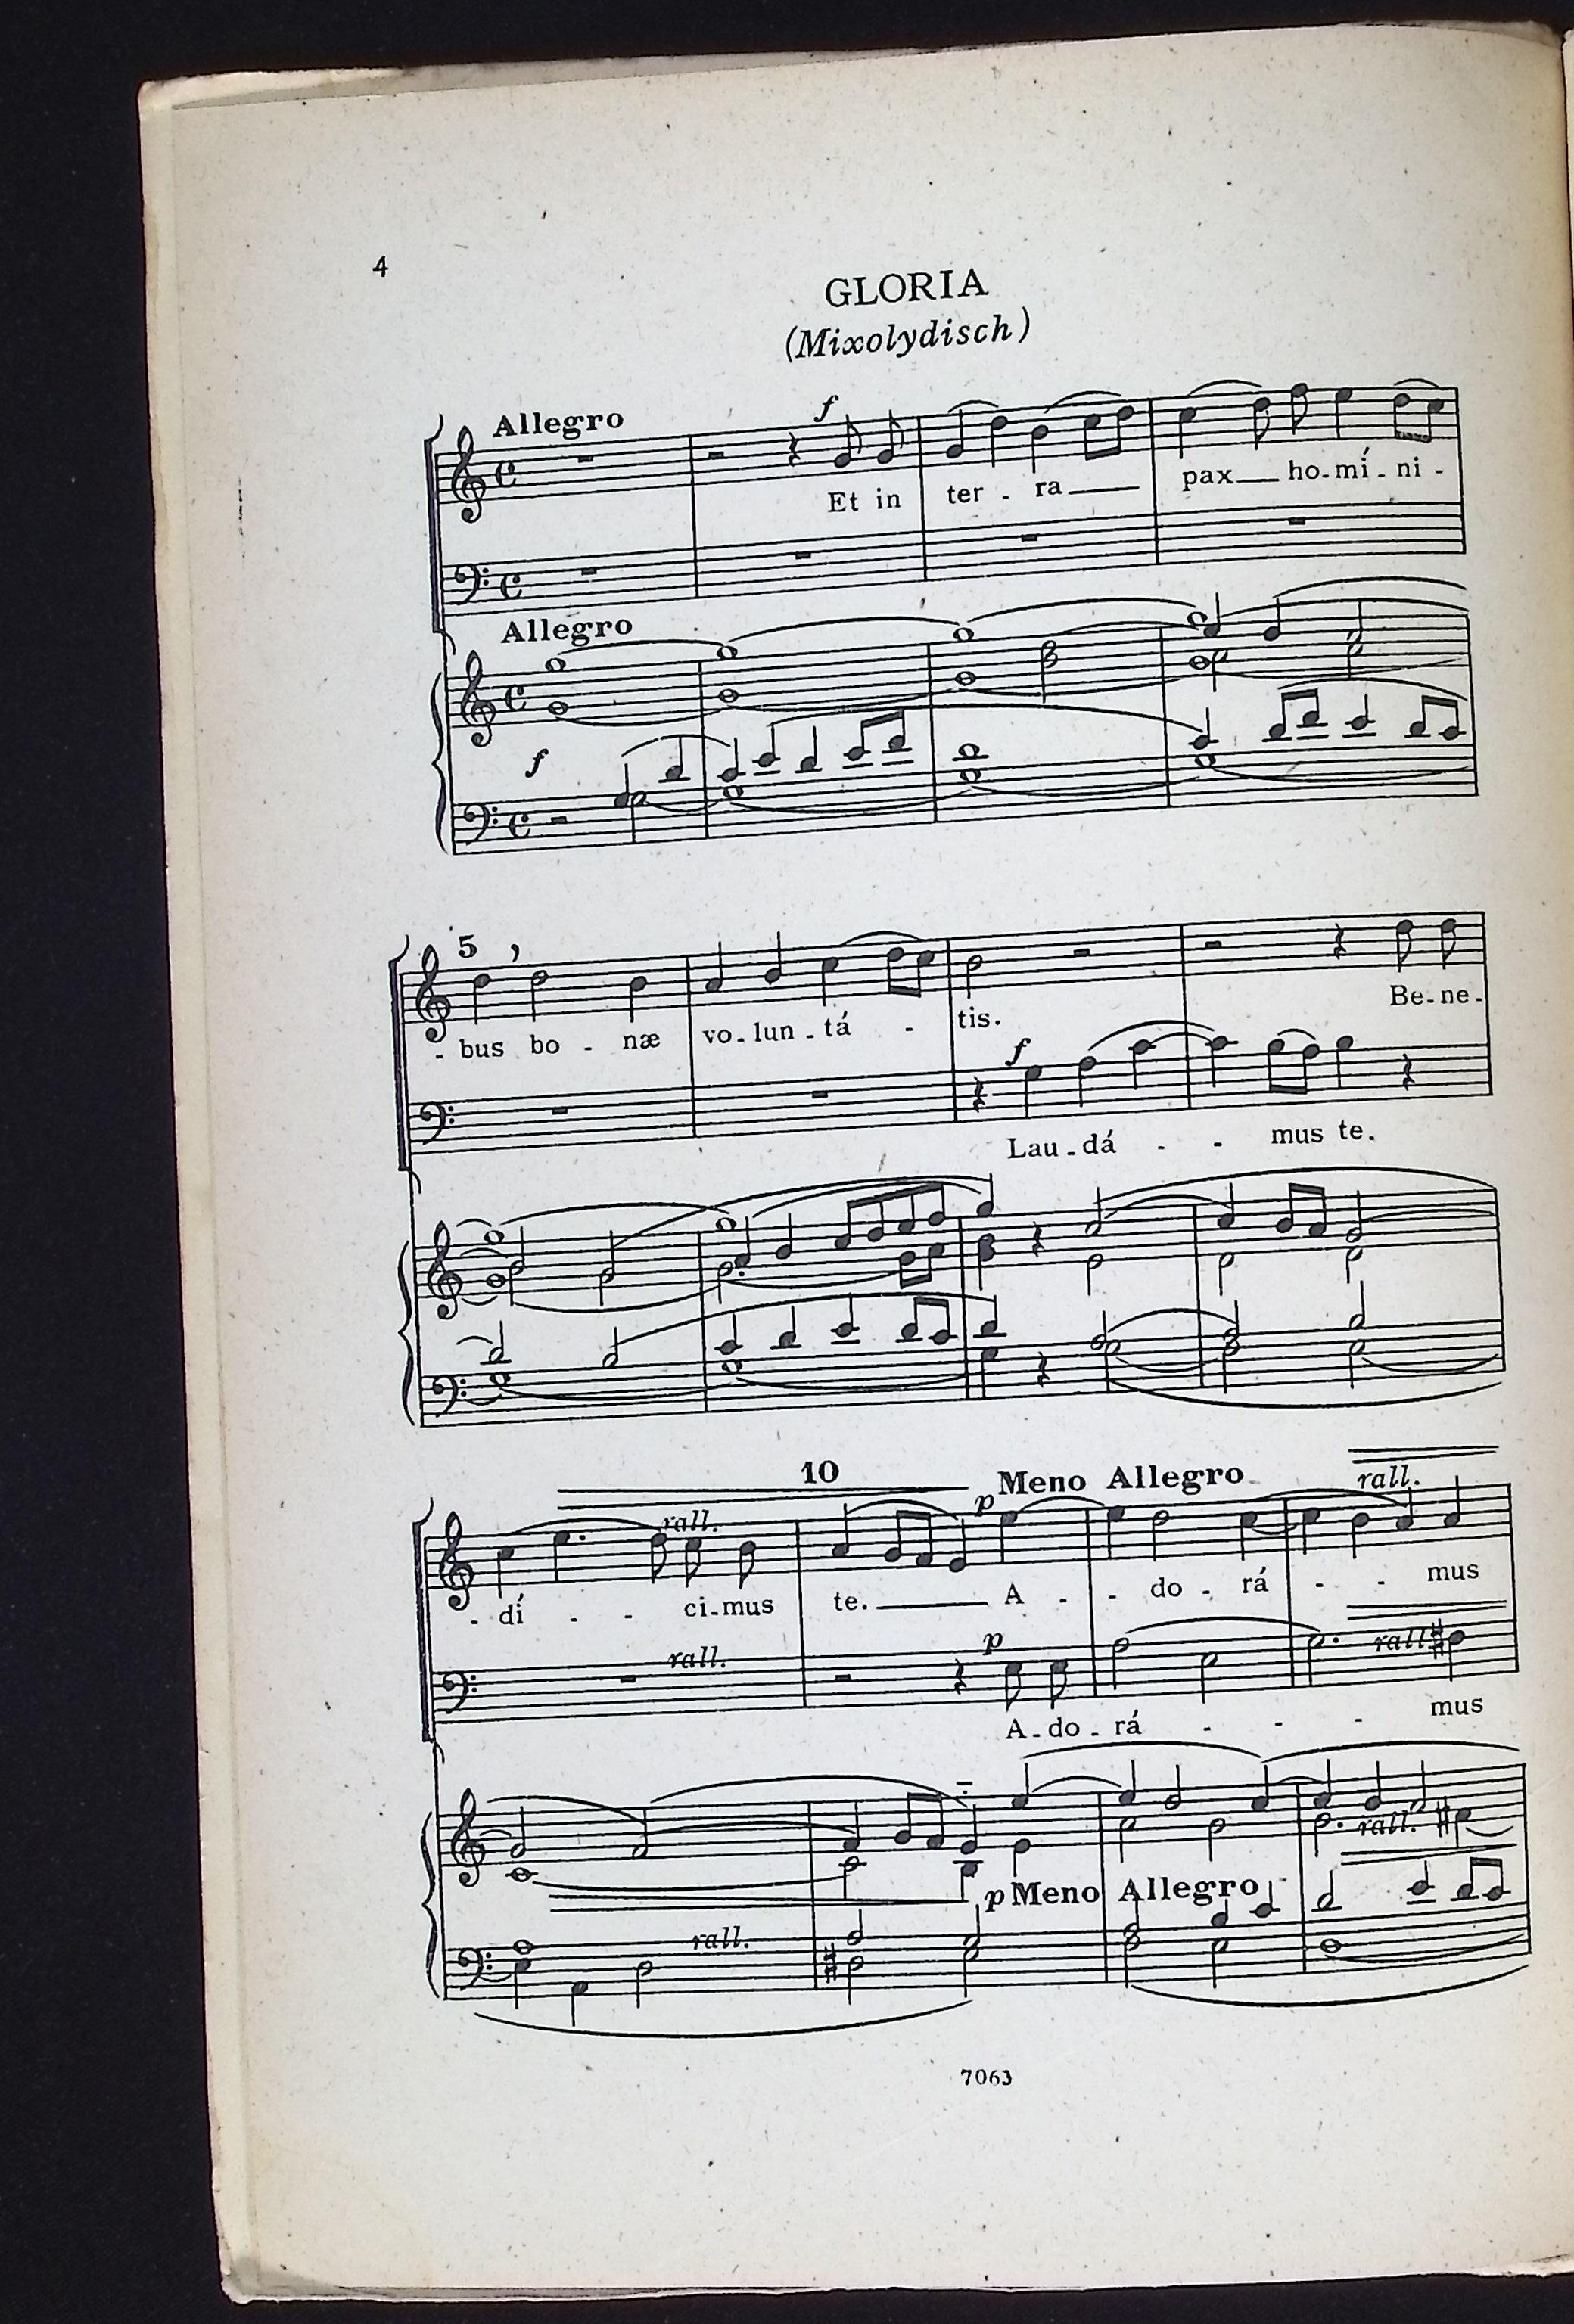 4
GLORIA
(Mixolydisch)
Allegro
f
Et in ter - ra pax ho-mí-ni -
Allegro
f
5
- bus bo - næ vo-lun-tá - tis. Be-ne-
f
Lau-dá - - mus te.
10
Meno Allegro
rall.
rall.
p
- dí - - ci-mus te. A - - do - rá - - mus
rall.
p
rall.
A-do-rá - - - mus
rall.
p Meno Allegro
rall.
7063